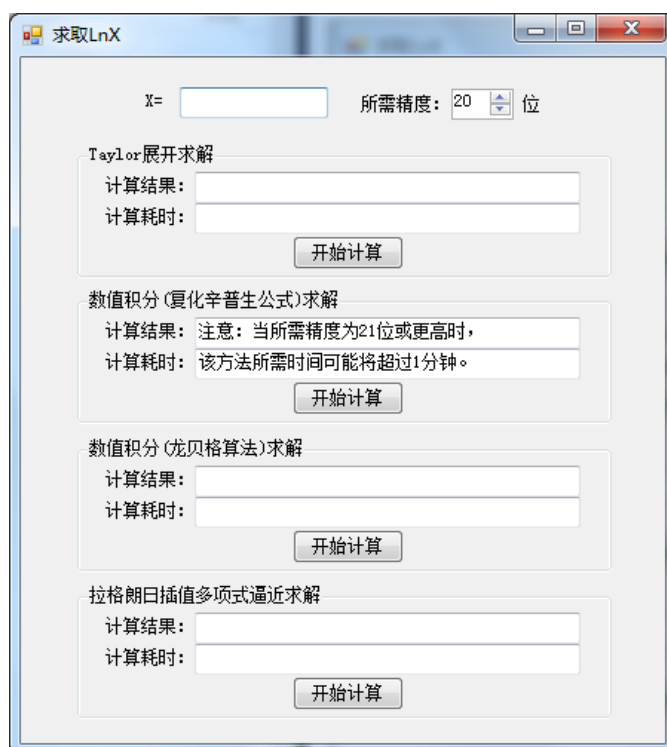 求取LnX
X= 所需精度: 20 位
Taylor展开求解
计算结果:
计算耗时:
开始计算
数值积分(复化辛普生公式)求解
计算结果: 注意: 当所需精度为21位或更高时,
计算耗时: 该方法所需时间可能将超过1分钟。
开始计算
数值积分(龙贝格算法)求解
计算结果:
计算耗时:
开始计算
拉格朗日插值多项式逼近求解
计算结果:
计算耗时:
开始计算